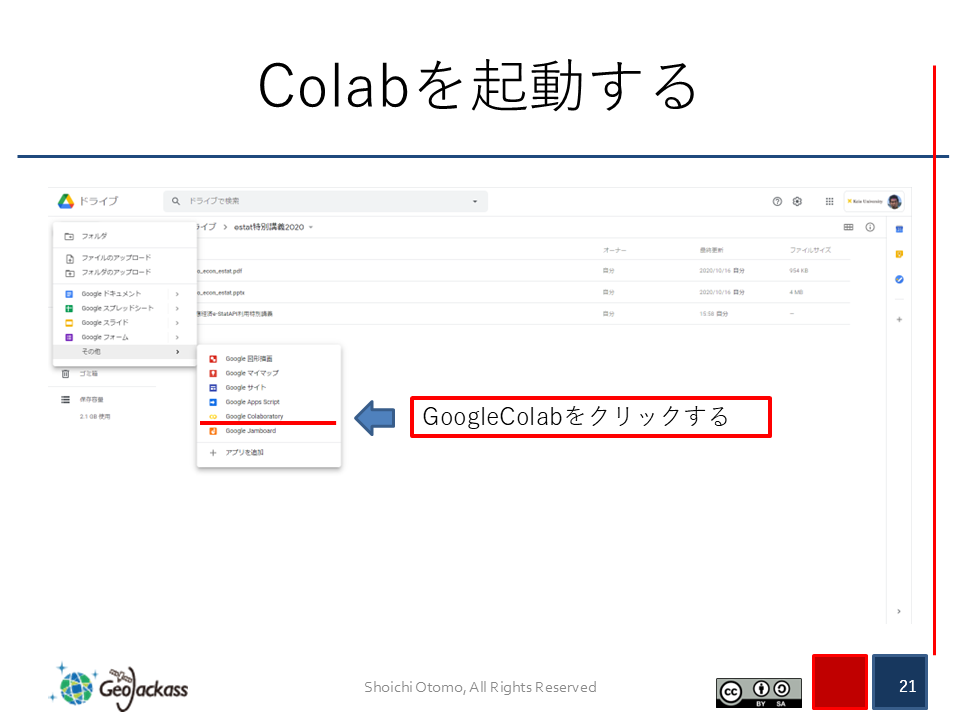 Colabを起動する
ドライブ
ドライブで検索
Rissho University
イブ > estat特別講義2020
フォルダ
ファイルのアップロード
フォルダのアップロード
Google ドキュメント
Google スプレッドシート
Google スライド
Google フォーム
その他
ゴミ箱
保存容量
2.1 GB 使用
オーナー 最終更新 ファイルサイズ
o_econ_estat.pdf 自分 2020/10/16 自分 954 KB
o_econ_estat.pptx 自分 2020/10/16 自分 4 MB
経済e-StatAPI利用特別講義 自分 15:58 自分 –
Google 図形描画
Google マイマップ
Google サイト
Google Apps Script
Google Colaboratory
Google Jamboard
アプリを追加
GoogleColabをクリックする
GeoJackass
Shoichi Otomo, All Rights Reserved
cc BY SA
21